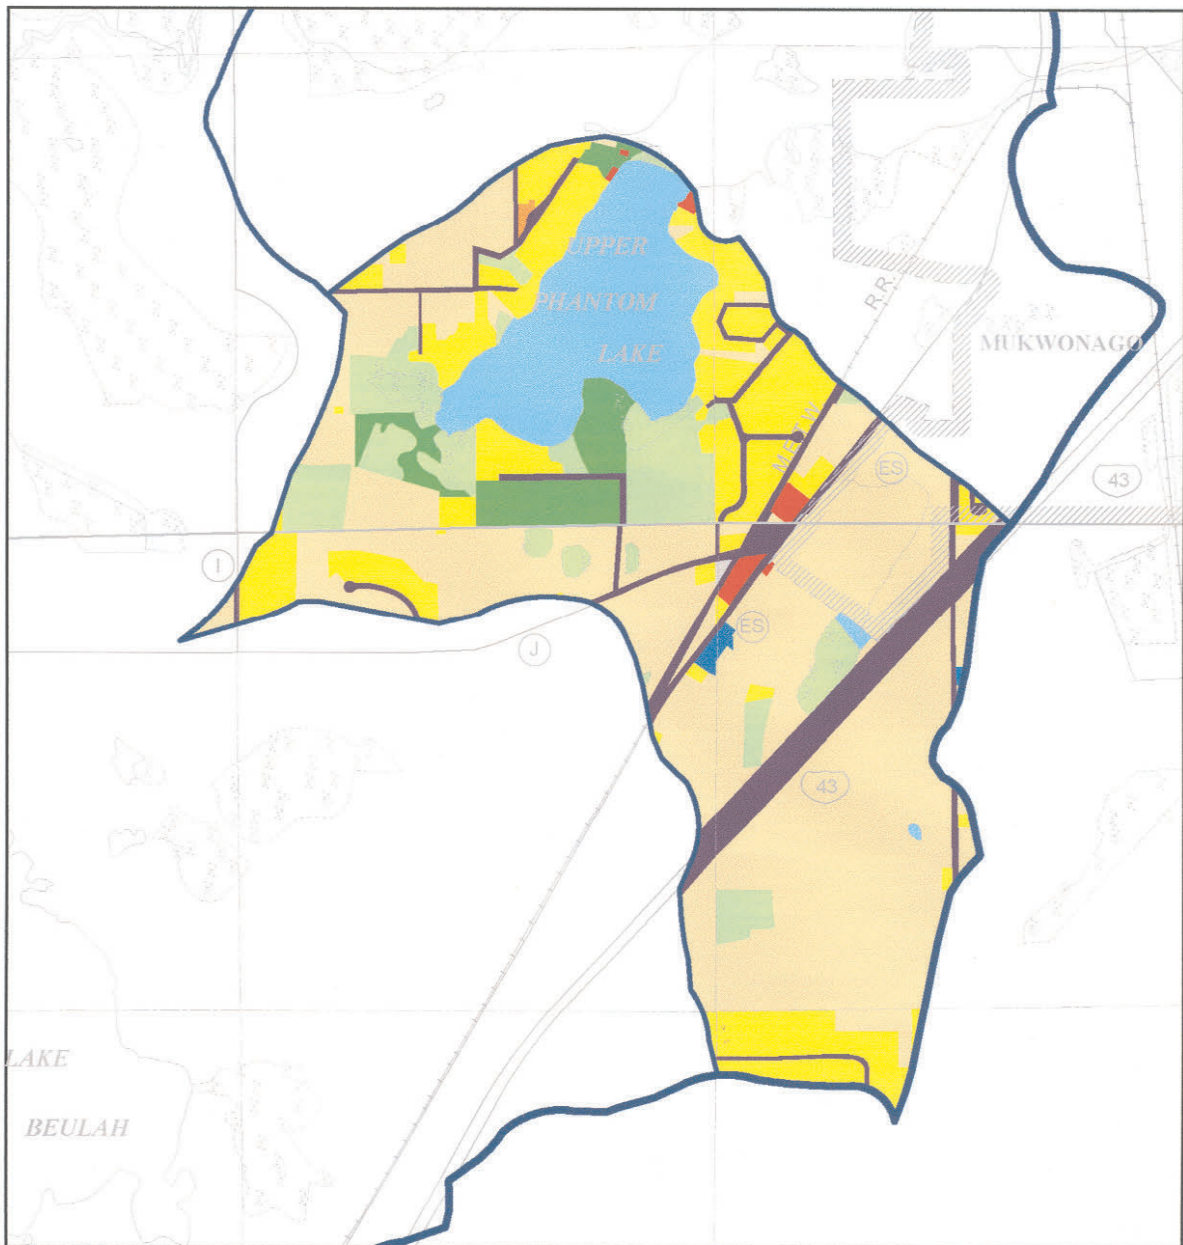 UPPER
PHANTOM
LAKE
R.R.
MUKWONAGO
M.F.T.W.
ES
43
I
ES
J
43
LAKE
BEULAH